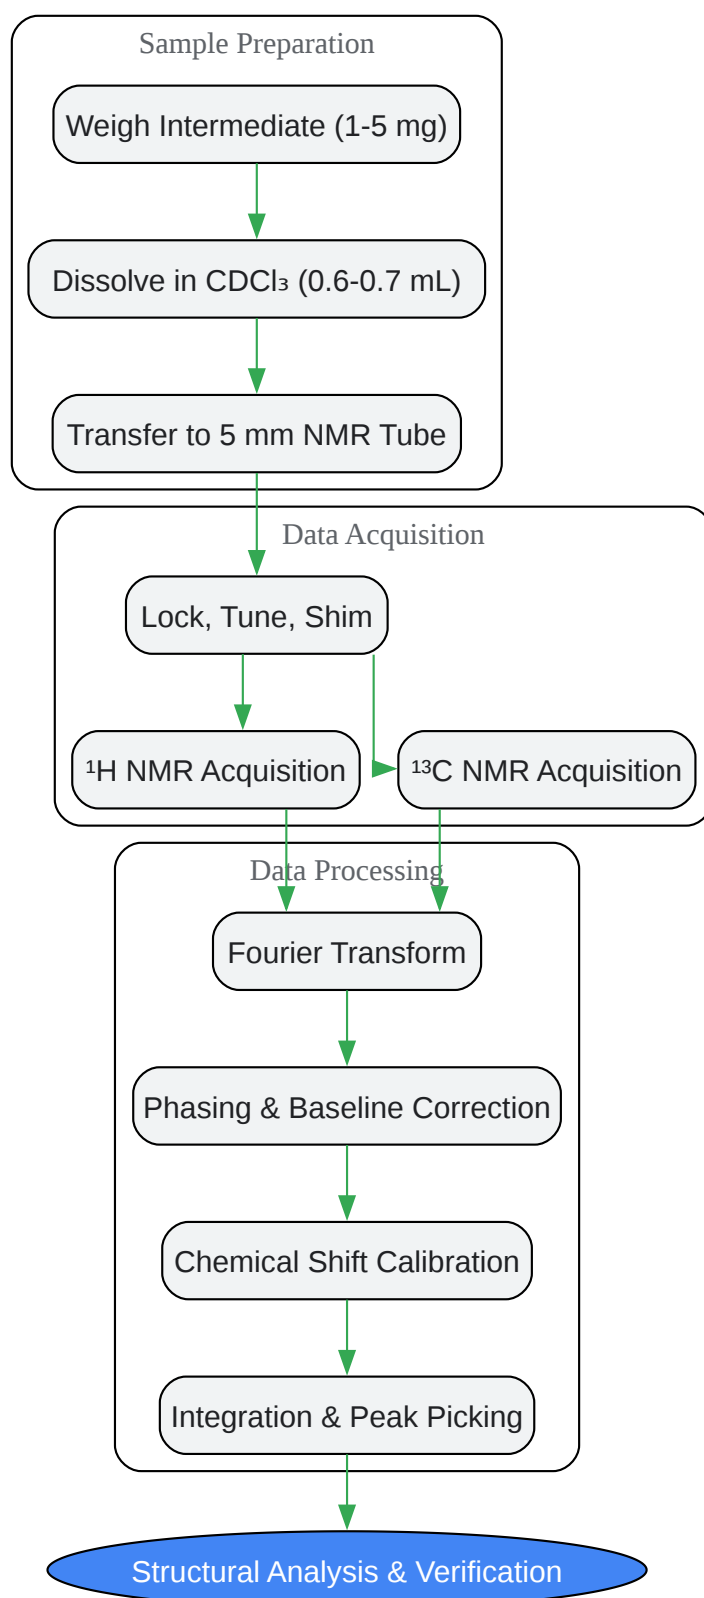 Sample Preparation
Weigh Intermediate (1-5 mg)
Dissolve in CDCl₃ (0.6-0.7 mL)
Transfer to 5 mm NMR Tube
Data Acquisition
Lock, Tune, Shim
¹H NMR Acquisition
¹³C NMR Acquisition
Data Processing
Fourier Transform
Phasing & Baseline Correction
Chemical Shift Calibration
Integration & Peak Picking
Structural Analysis & Verification